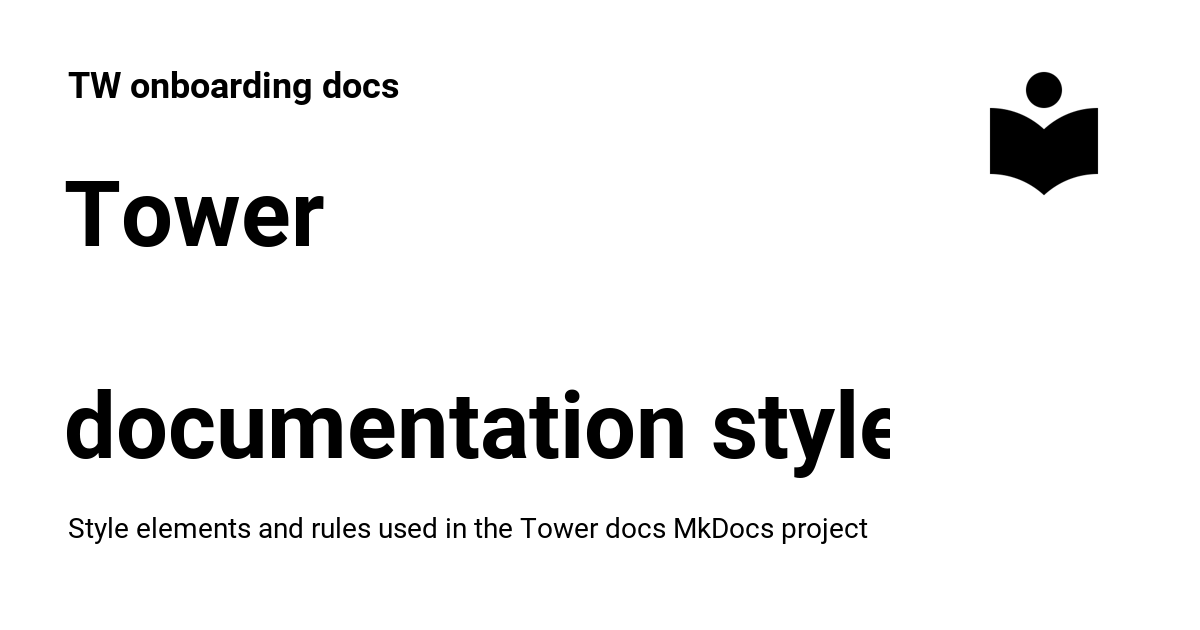 TW onboarding docs
Tower
documentation style
Style elements and rules used in the Tower docs MkDocs project